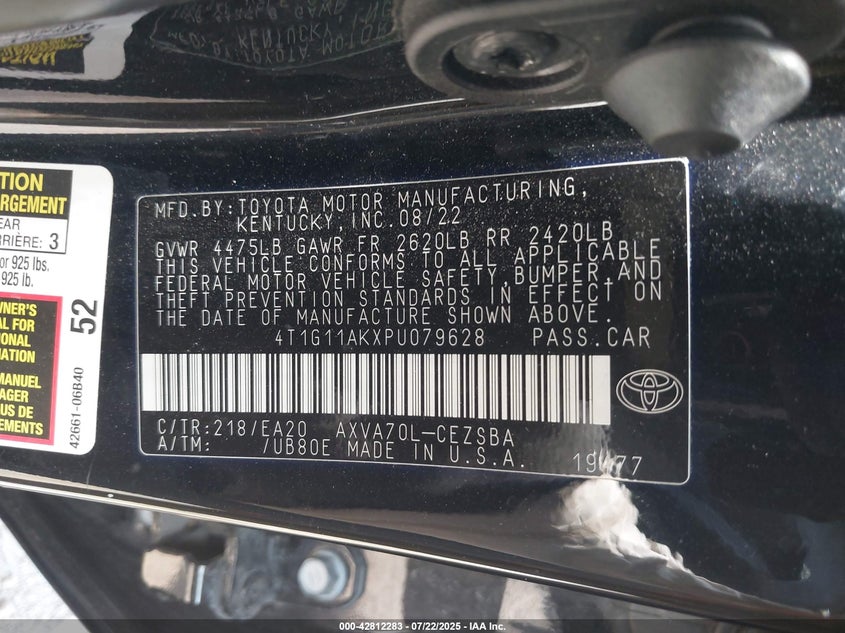 TION
RGEMENT
EAR
RRIÈRE: 3
or 925 lbs.
925 lb.
WNER'S
AL FOR
TIONAL
MATION
MANUEL
AGER
US DE
EMENTS
52
42661-06B40
MFD.BY:TOYOTA MOTOR MANUFACTURING,
KENTUCKY,INC.08/22
GVWR 4475LB GAWR FR 2620LB RR 2420LB
THIS VEHICLE CONFORMS TO ALL APPLICABLE
FEDERAL MOTOR VEHICLE SAFETY,BUMPER,AND
THEFT PREVENTION STANDARDS IN EFFECT ON
THE DATE OF MANUFACTURE SHOWN ABOVE.
4T1G11AKXPU079628 PASS.CAR
C/TR:218/EA20 AXVA70L-CEZSBA
A/TM: /UB80E MADE IN U.S.A.
000-42812283 - 07/22/2025 - IAA Inc.